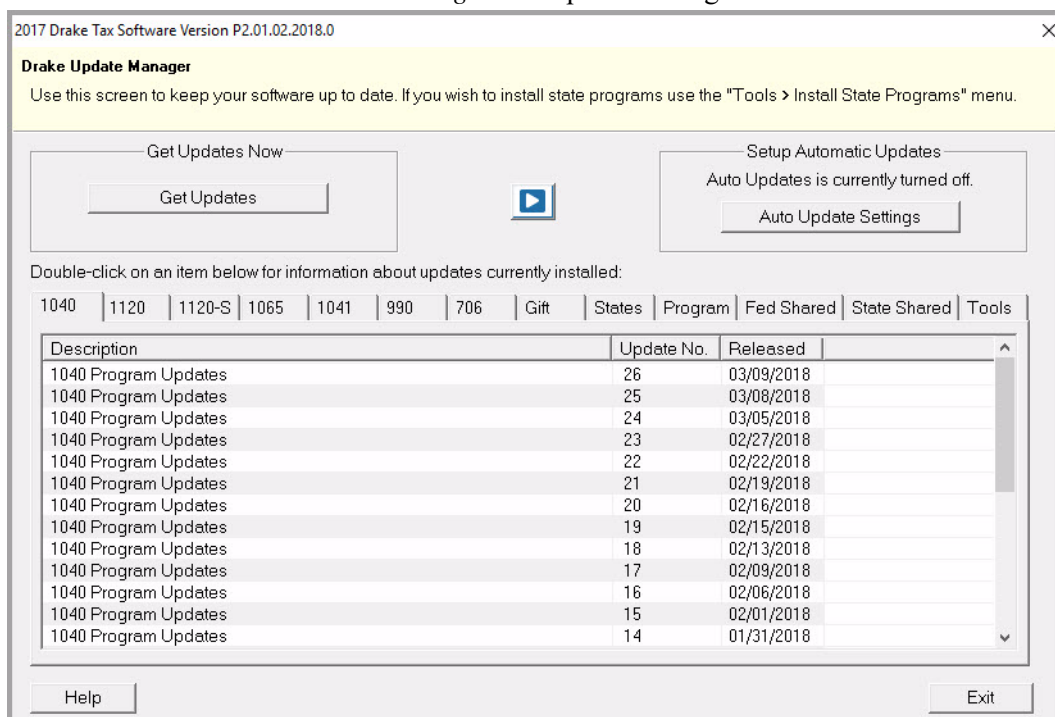 2017 Drake Tax Software Version P2.01.02.2018.0
Drake Update Manager
Use this screen to keep your software up to date. If you wish to install state programs use the "Tools > Install State Programs" menu.
Get Updates Now
Setup Automatic Updates
Auto Updates is currently turned off.
Get Updates
Auto Update Settings
Double-click on an item below for information about updates currently installed:
1040 1120 1120-S 1065 1041 990 706 Gift States Program Fed Shared State Shared Tools
Description Update No. Released
1040 Program Updates 26 03/09/2018
1040 Program Updates 25 03/08/2018
1040 Program Updates 24 03/05/2018
1040 Program Updates 23 02/27/2018
1040 Program Updates 22 02/22/2018
1040 Program Updates 21 02/19/2018
1040 Program Updates 20 02/16/2018
1040 Program Updates 19 02/15/2018
1040 Program Updates 18 02/13/2018
1040 Program Updates 17 02/09/2018
1040 Program Updates 16 02/06/2018
1040 Program Updates 15 02/01/2018
1040 Program Updates 14 01/31/2018
Help Exit